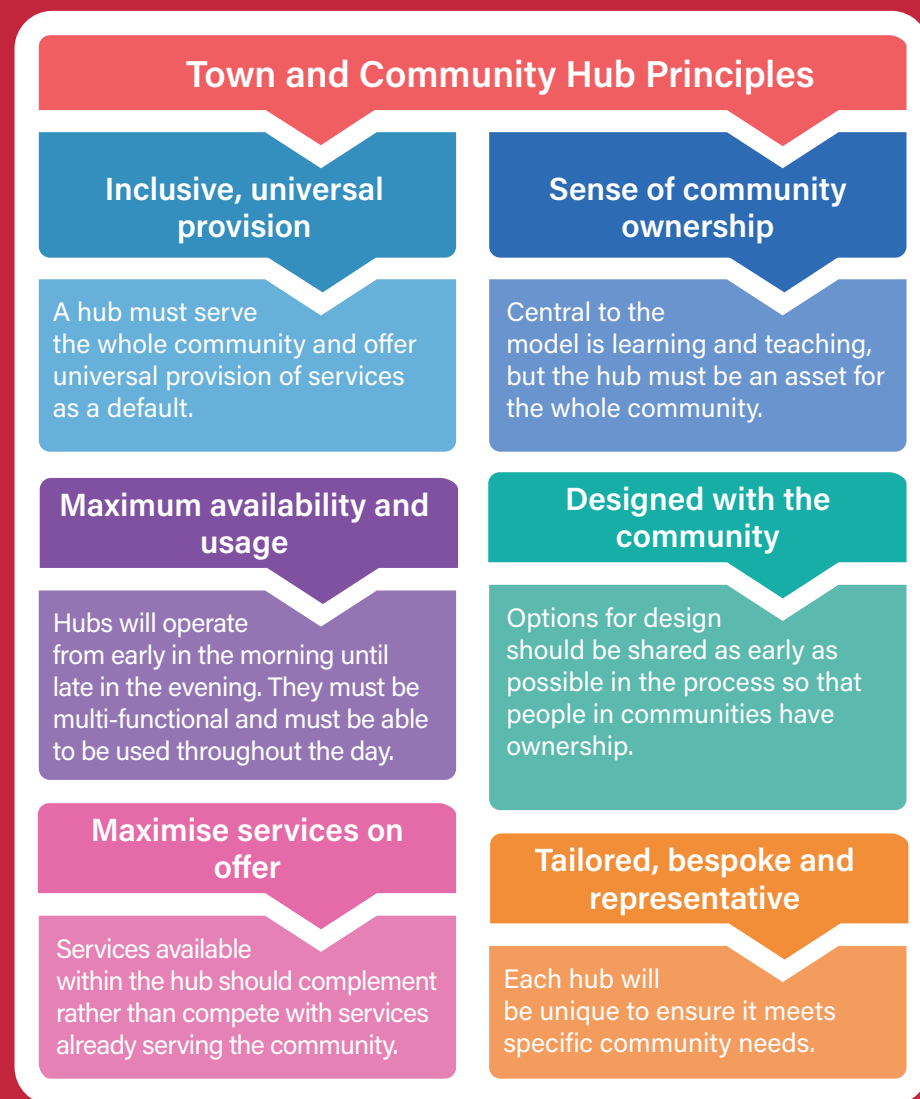 Town and Community Hub Principles
Inclusive, universal
provision
A hub must serve
the whole community and offer
universal provision of services
as a default.
Sense of community
ownership
Central to the
model is learning and teaching,
but the hub must be an asset for
the whole community.
Maximum availability and
usage
Hubs will operate
from early in the morning until
late in the evening. They must be
multi-functional and must be able
to be used throughout the day.
Designed with the
community
Options for design
should be shared as early as
possible in the process so that
people in communities have
ownership.
Maximise services on
offer
Services available
within the hub should complement
rather than compete with services
already serving the community.
Tailored, bespoke and
representative
Each hub will
be unique to ensure it meets
specific community needs.